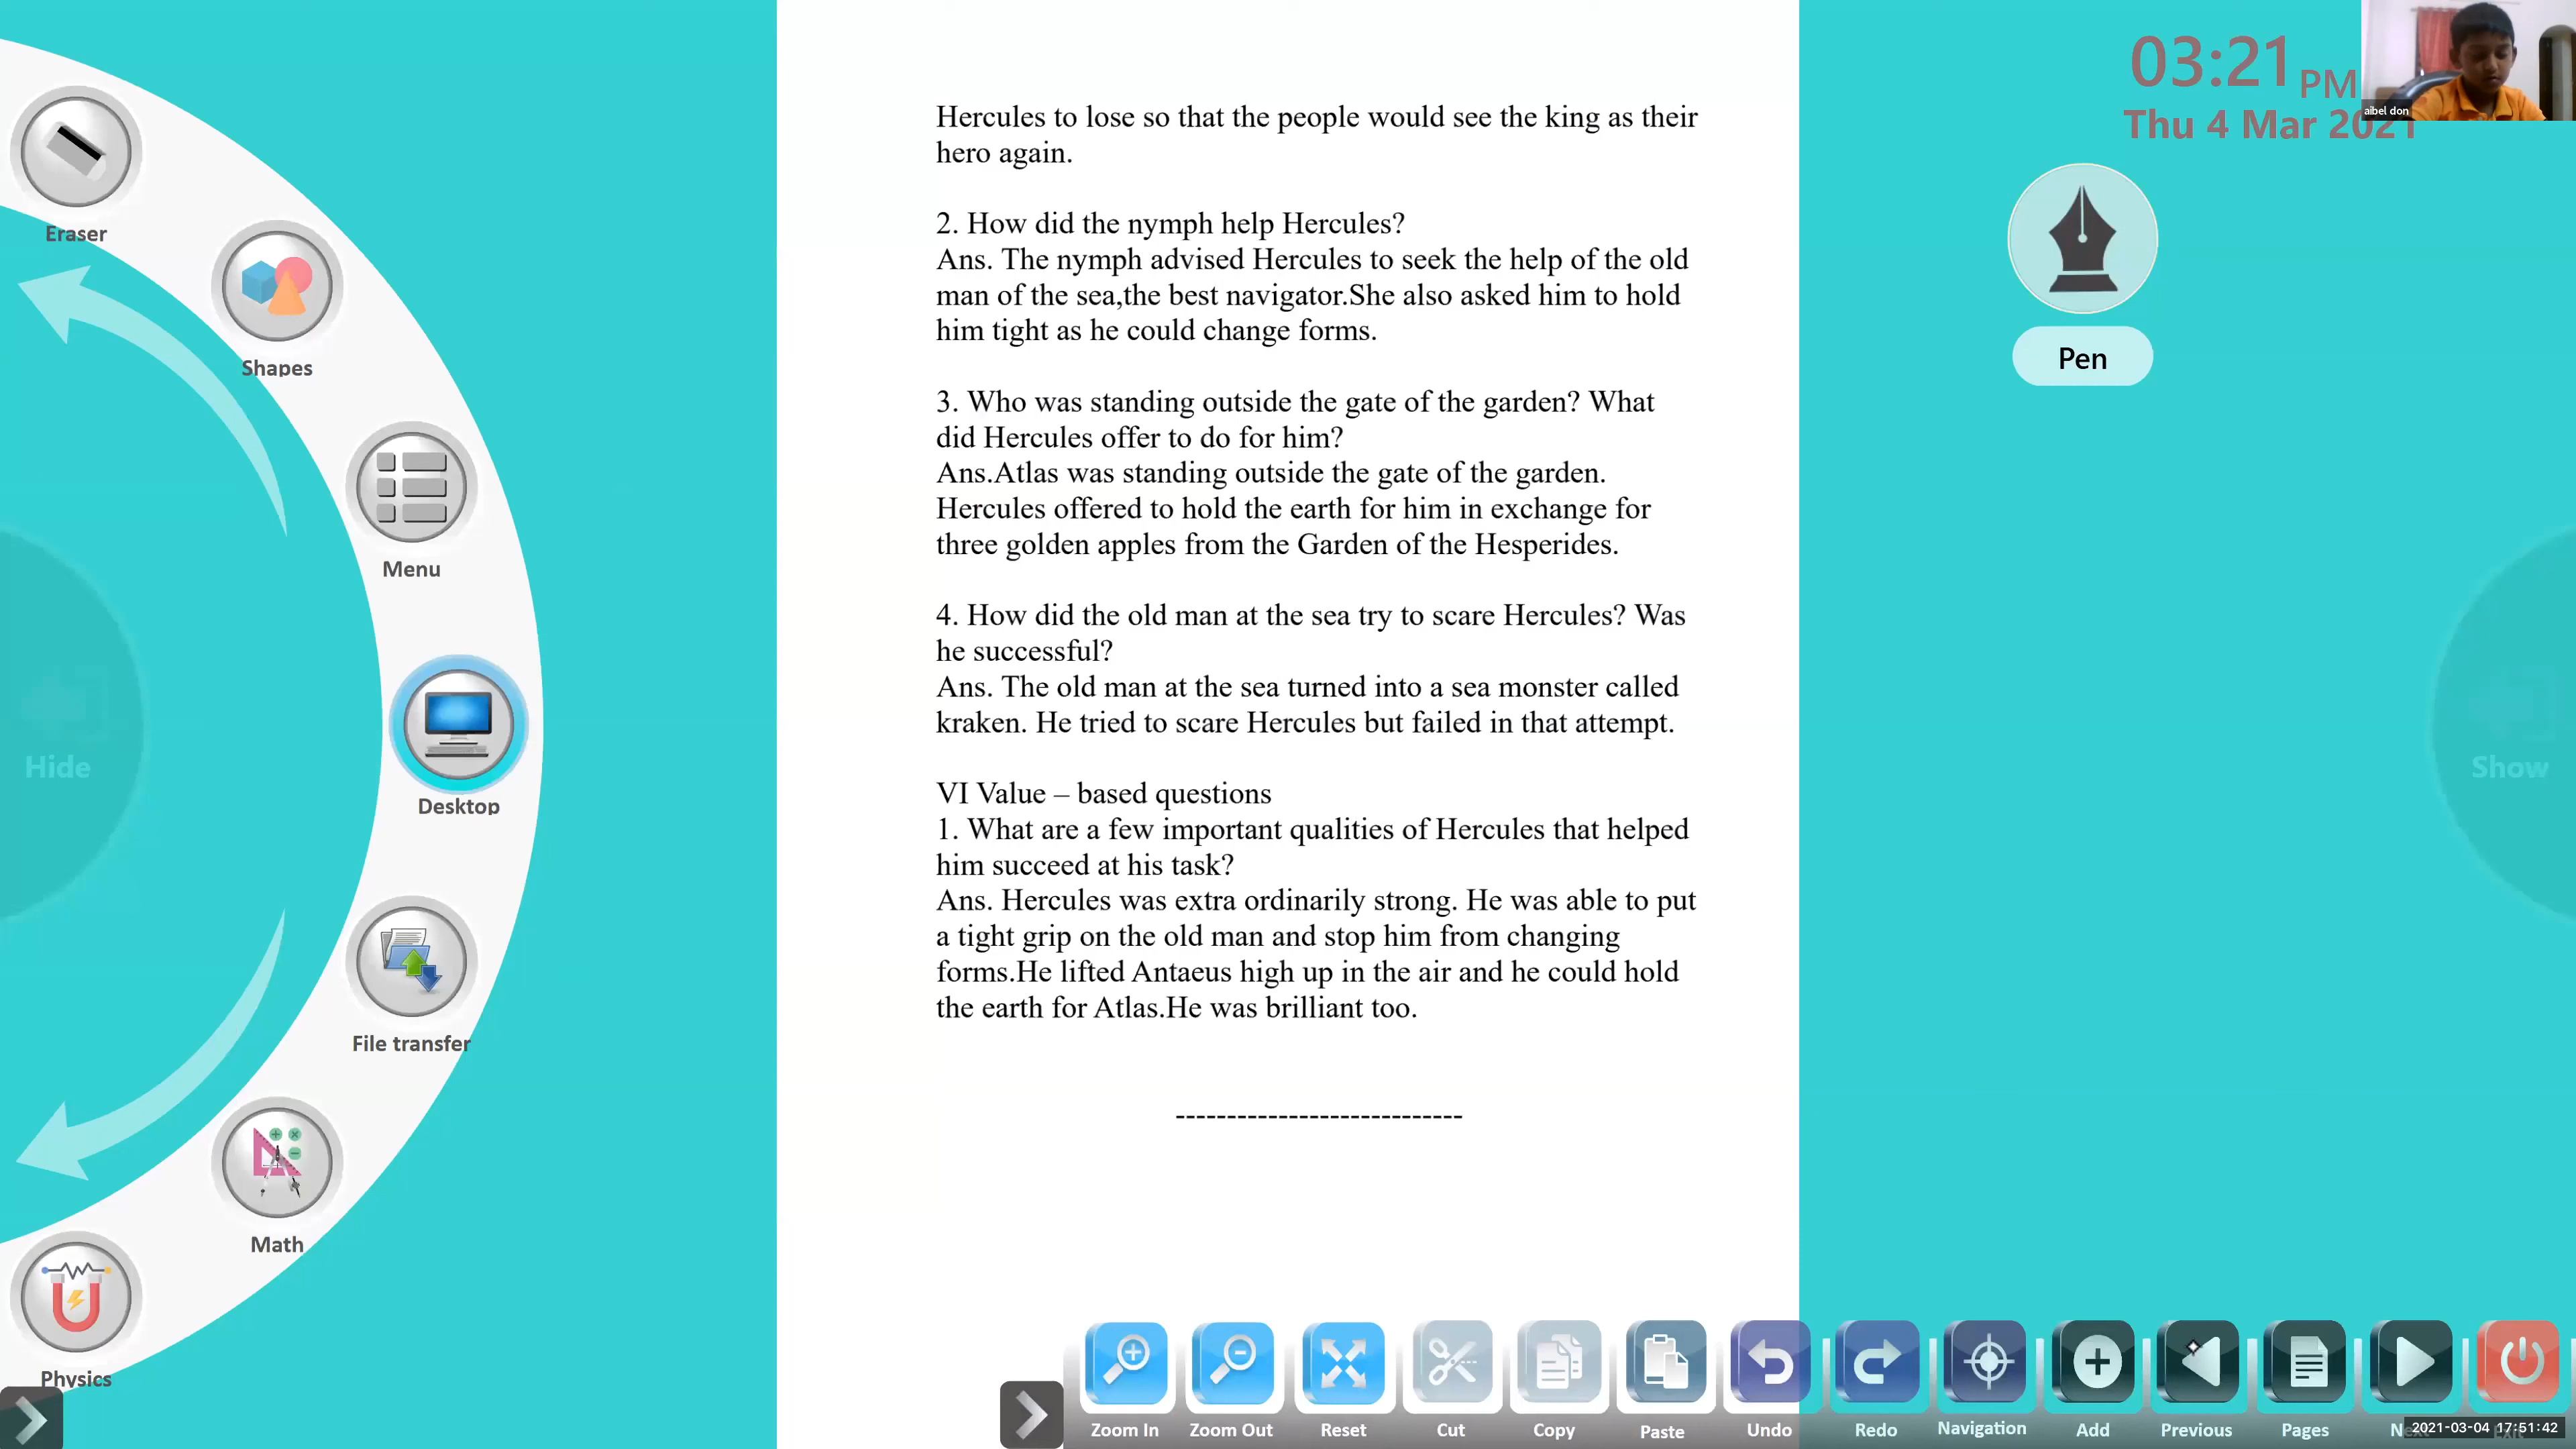 03:21 PM
Thu 4 Mar 2021
aibel don
Pen
Eraser
Shapes
Menu
Desktop
File transfer
Math
Physics
Hide
Show
Hercules to lose so that the people would see the king as their
hero again.
2. How did the nymph help Hercules?
Ans. The nymph advised Hercules to seek the help of the old
man of the sea,the best navigator.She also asked him to hold
him tight as he could change forms.
3. Who was standing outside the gate of the garden? What
did Hercules offer to do for him?
Ans.Atlas was standing outside the gate of the garden.
Hercules offered to hold the earth for him in exchange for
three golden apples from the Garden of the Hesperides.
4. How did the old man at the sea try to scare Hercules? Was
he successful?
Ans. The old man at the sea turned into a sea monster called
kraken. He tried to scare Hercules but failed in that attempt.
VI Value – based questions
1. What are a few important qualities of Hercules that helped
him succeed at his task?
Ans. Hercules was extra ordinarily strong. He was able to put
a tight grip on the old man and stop him from changing
forms.He lifted Antaeus high up in the air and he could hold
the earth for Atlas.He was brilliant too.
----------------------------
Zoom In Zoom Out Reset Cut Copy Paste Undo Redo Navigation Add Previous Pages
2021-03-04 17:51:42